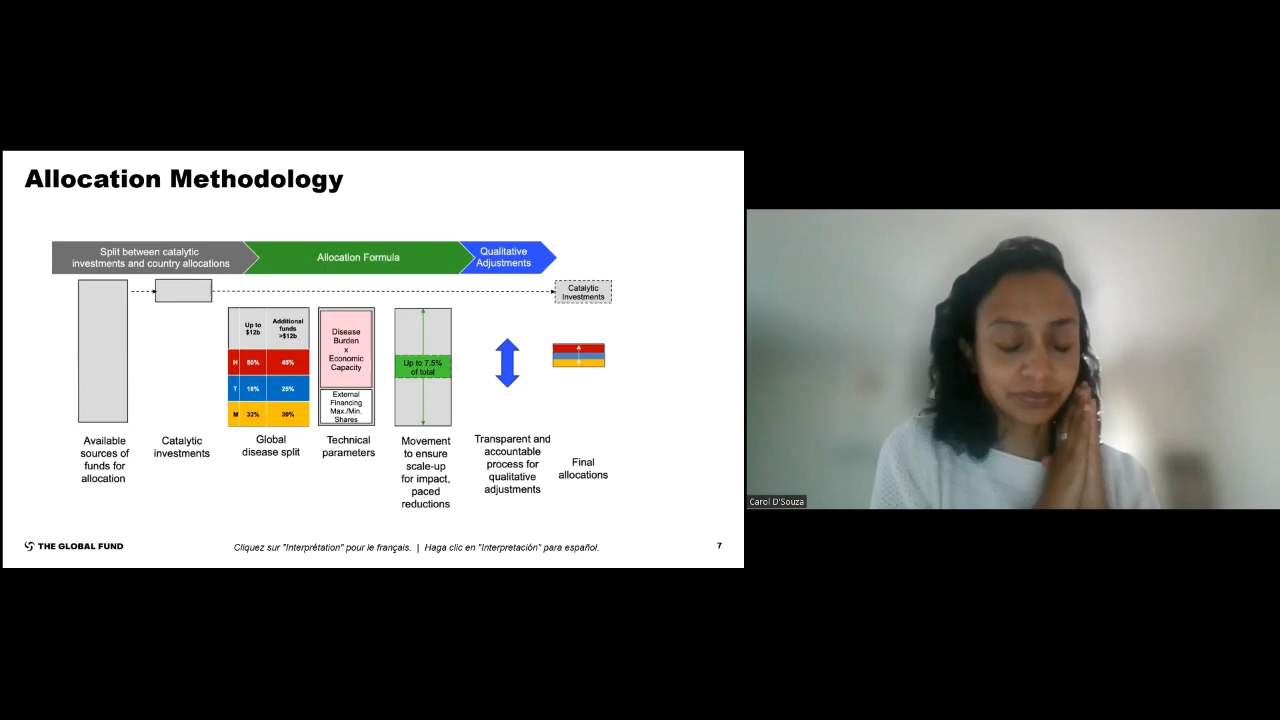 Allocation Methodology
Split between catalytic
investments and country allocations
Allocation Formula
Qualitative
Adjustments
Catalytic
Investments
Up to
$12b
Additional
funds
>$12b
H 50% 45%
T 18% 25%
M 32% 30%
Disease
Burden
x
Economic
Capacity
External
Financing
Max./Min.
Shares
Up to 7.5%
of total
Available
sources of
funds for
allocation
Catalytic
investments
Global
disease split
Technical
parameters
Movement
to ensure
scale-up
for impact,
paced
reductions
Transparent and
accountable
process for
qualitative
adjustments
Final
allocations
THE GLOBAL FUND
Cliquez sur "Interprétation" pour le français. | Haga clic en "Interpretación" para español.
7
Carol D'Souza